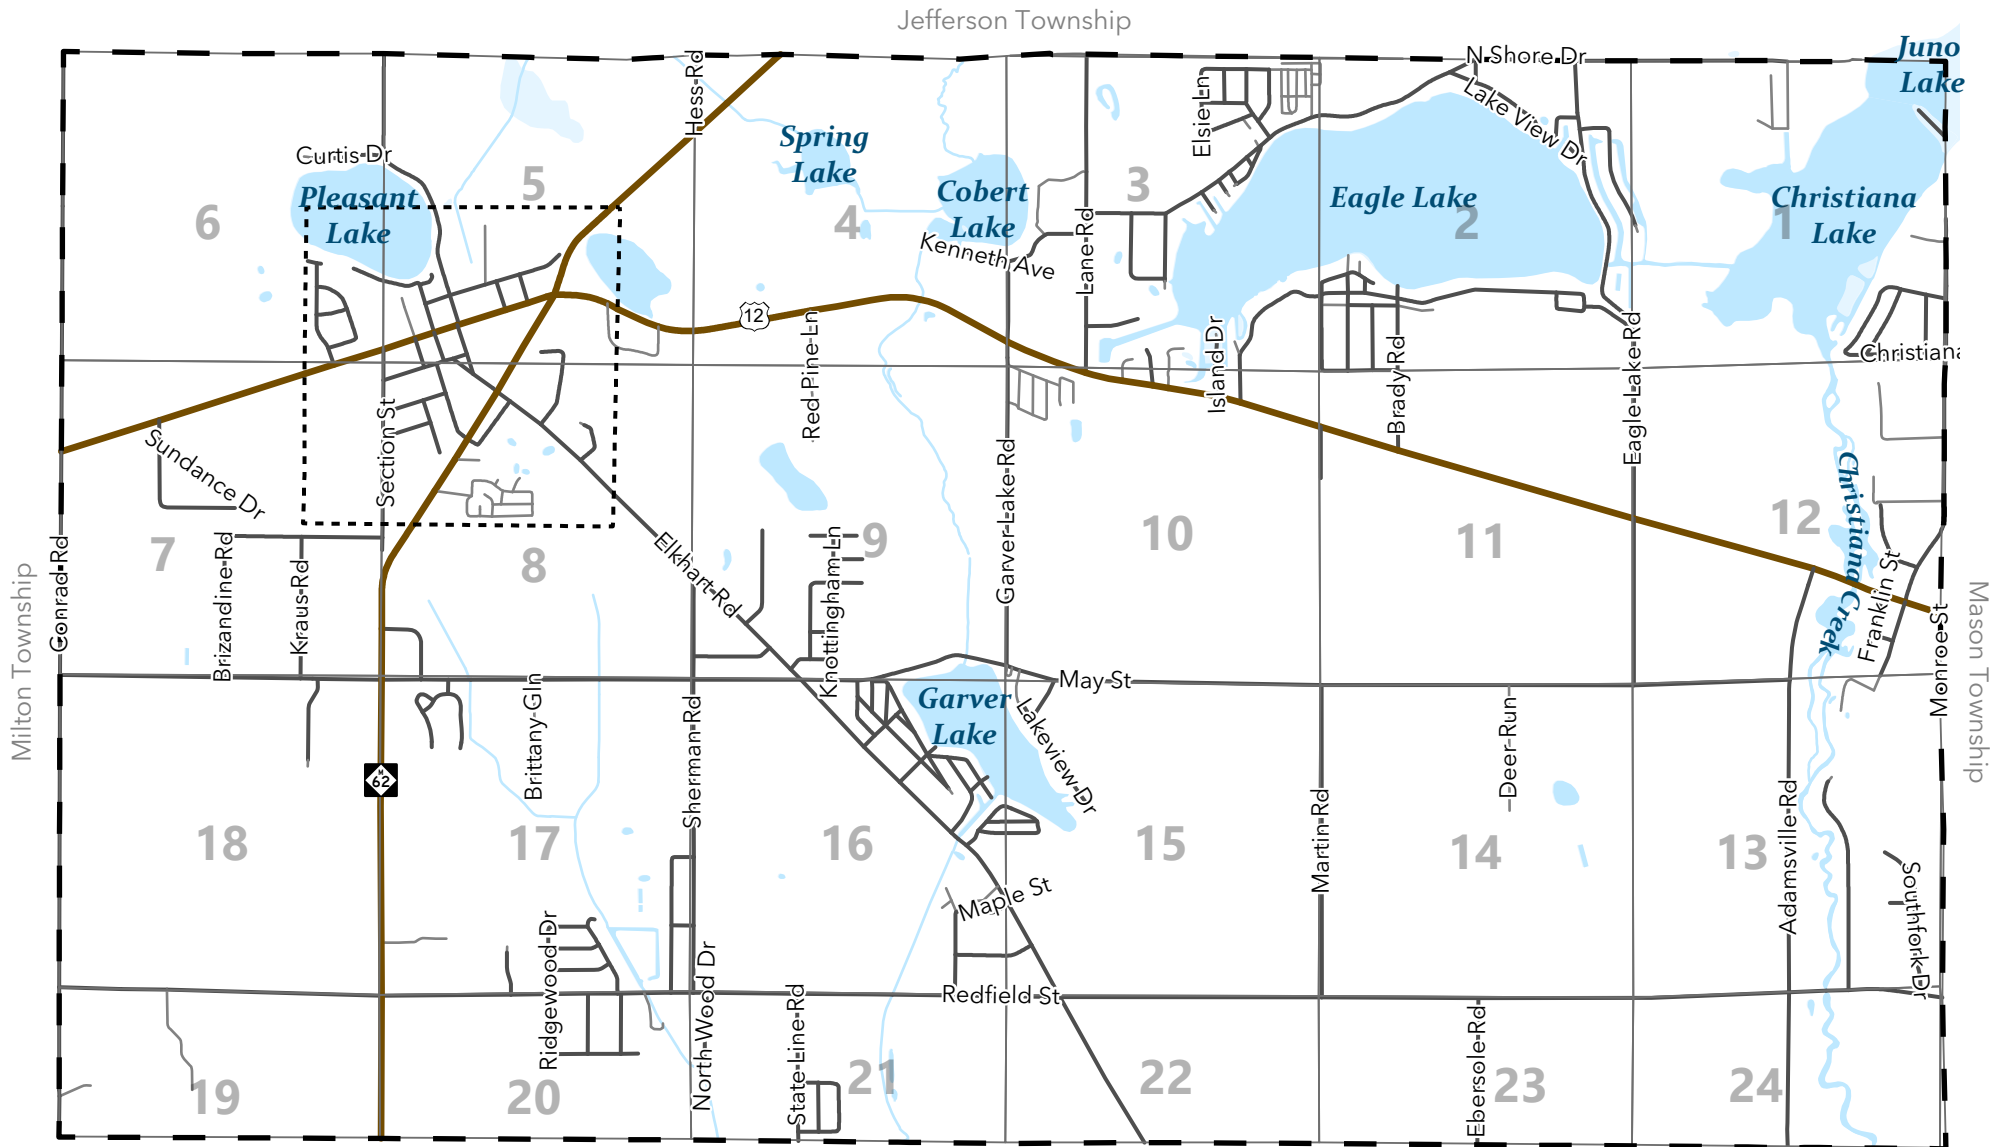 Jefferson Township
Juno
Lake
N Shore Dr
Hess Rd
Elsie Ln
Lake View Dr
Spring
Lake
Curtis Dr
Pleasant
Lake
5
3
6
4
2
1
Cobert
Lake
Eagle Lake
Christiana
Lake
Kenneth Ave
Lane Rd
12
Red Pine Ln
Island Dr
Brady Rd
Eagle Lake Rd
Christiana
Section St
Sundance Dr
Garver Lake Rd
Christiana Creek
7
8
9
10
11
12
Conrad Rd
Brizandine Rd
Kraus Rd
Elkhart Rd
Knottingham Ln
Franklin St
Monroe St
Milton Township
Mason Township
May St
Garver
Lake
Lakeview Dr
Brittany Gln
Sherman Rd
Deer Run
M
62
Martin Rd
Adamsville Rd
18
17
16
15
14
13
Maple St
Southfork Dr
Ridgewood Dr
North Wood Dr
State Line Rd
Redfield St
Ebersole Rd
19
20
21
22
23
24